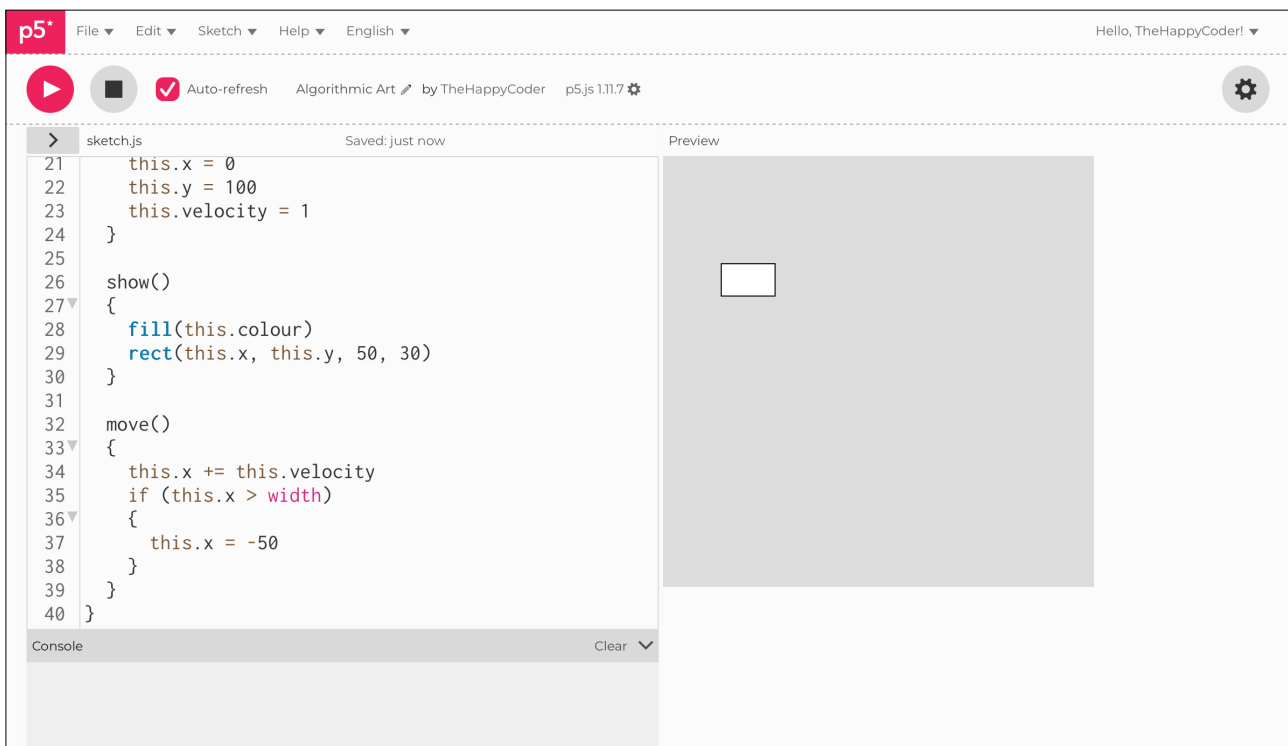 p5* File Edit Sketch Help English Hello, TheHappyCoder!
Auto-refresh Algorithmic Art by TheHappyCoder p5.js 1.11.7
sketch.js Saved: just now Preview
21 this.x = 0
22 this.y = 100
23 this.velocity = 1
24 }
25
26 show()
27 {
28 fill(this.colour)
29 rect(this.x, this.y, 50, 30)
30 }
31
32 move()
33 {
34 this.x += this.velocity
35 if (this.x > width)
36 {
37 this.x = -50
38 }
39 }
40 }
Console Clear